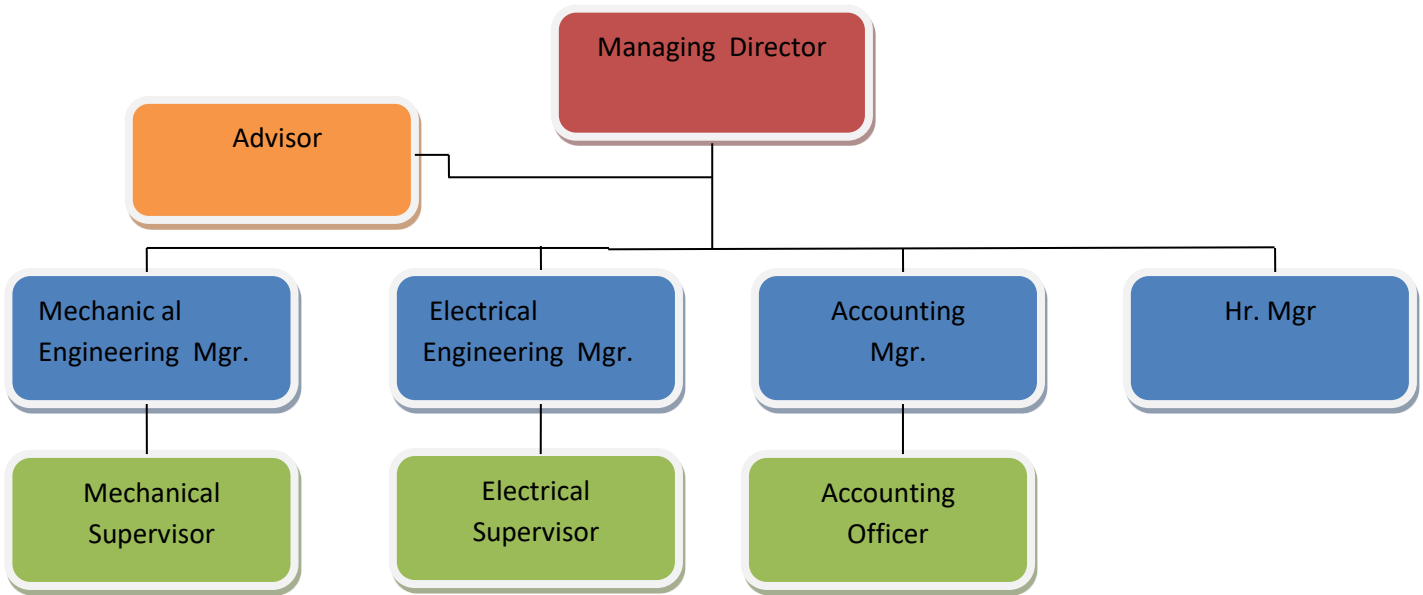 Managing Director
Advisor
Mechanic al
Engineering Mgr.
Electrical
Engineering Mgr.
Accounting
Mgr.
Hr. Mgr
Mechanical
Supervisor
Electrical
Supervisor
Accounting
Officer